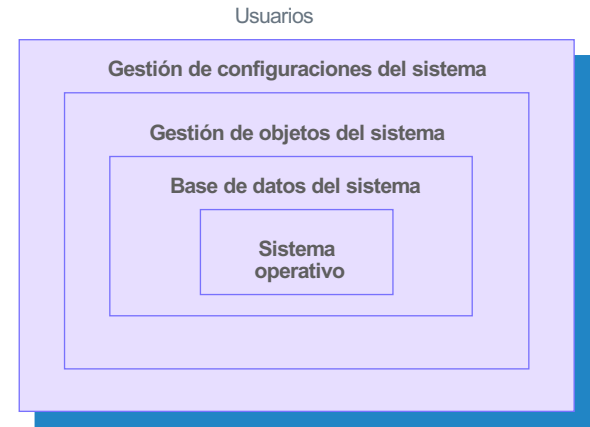 Usuarios
Gestión de configuraciones del sistema
Gestión de objetos del sistema
Base de datos del sistema
Sistema
operativo